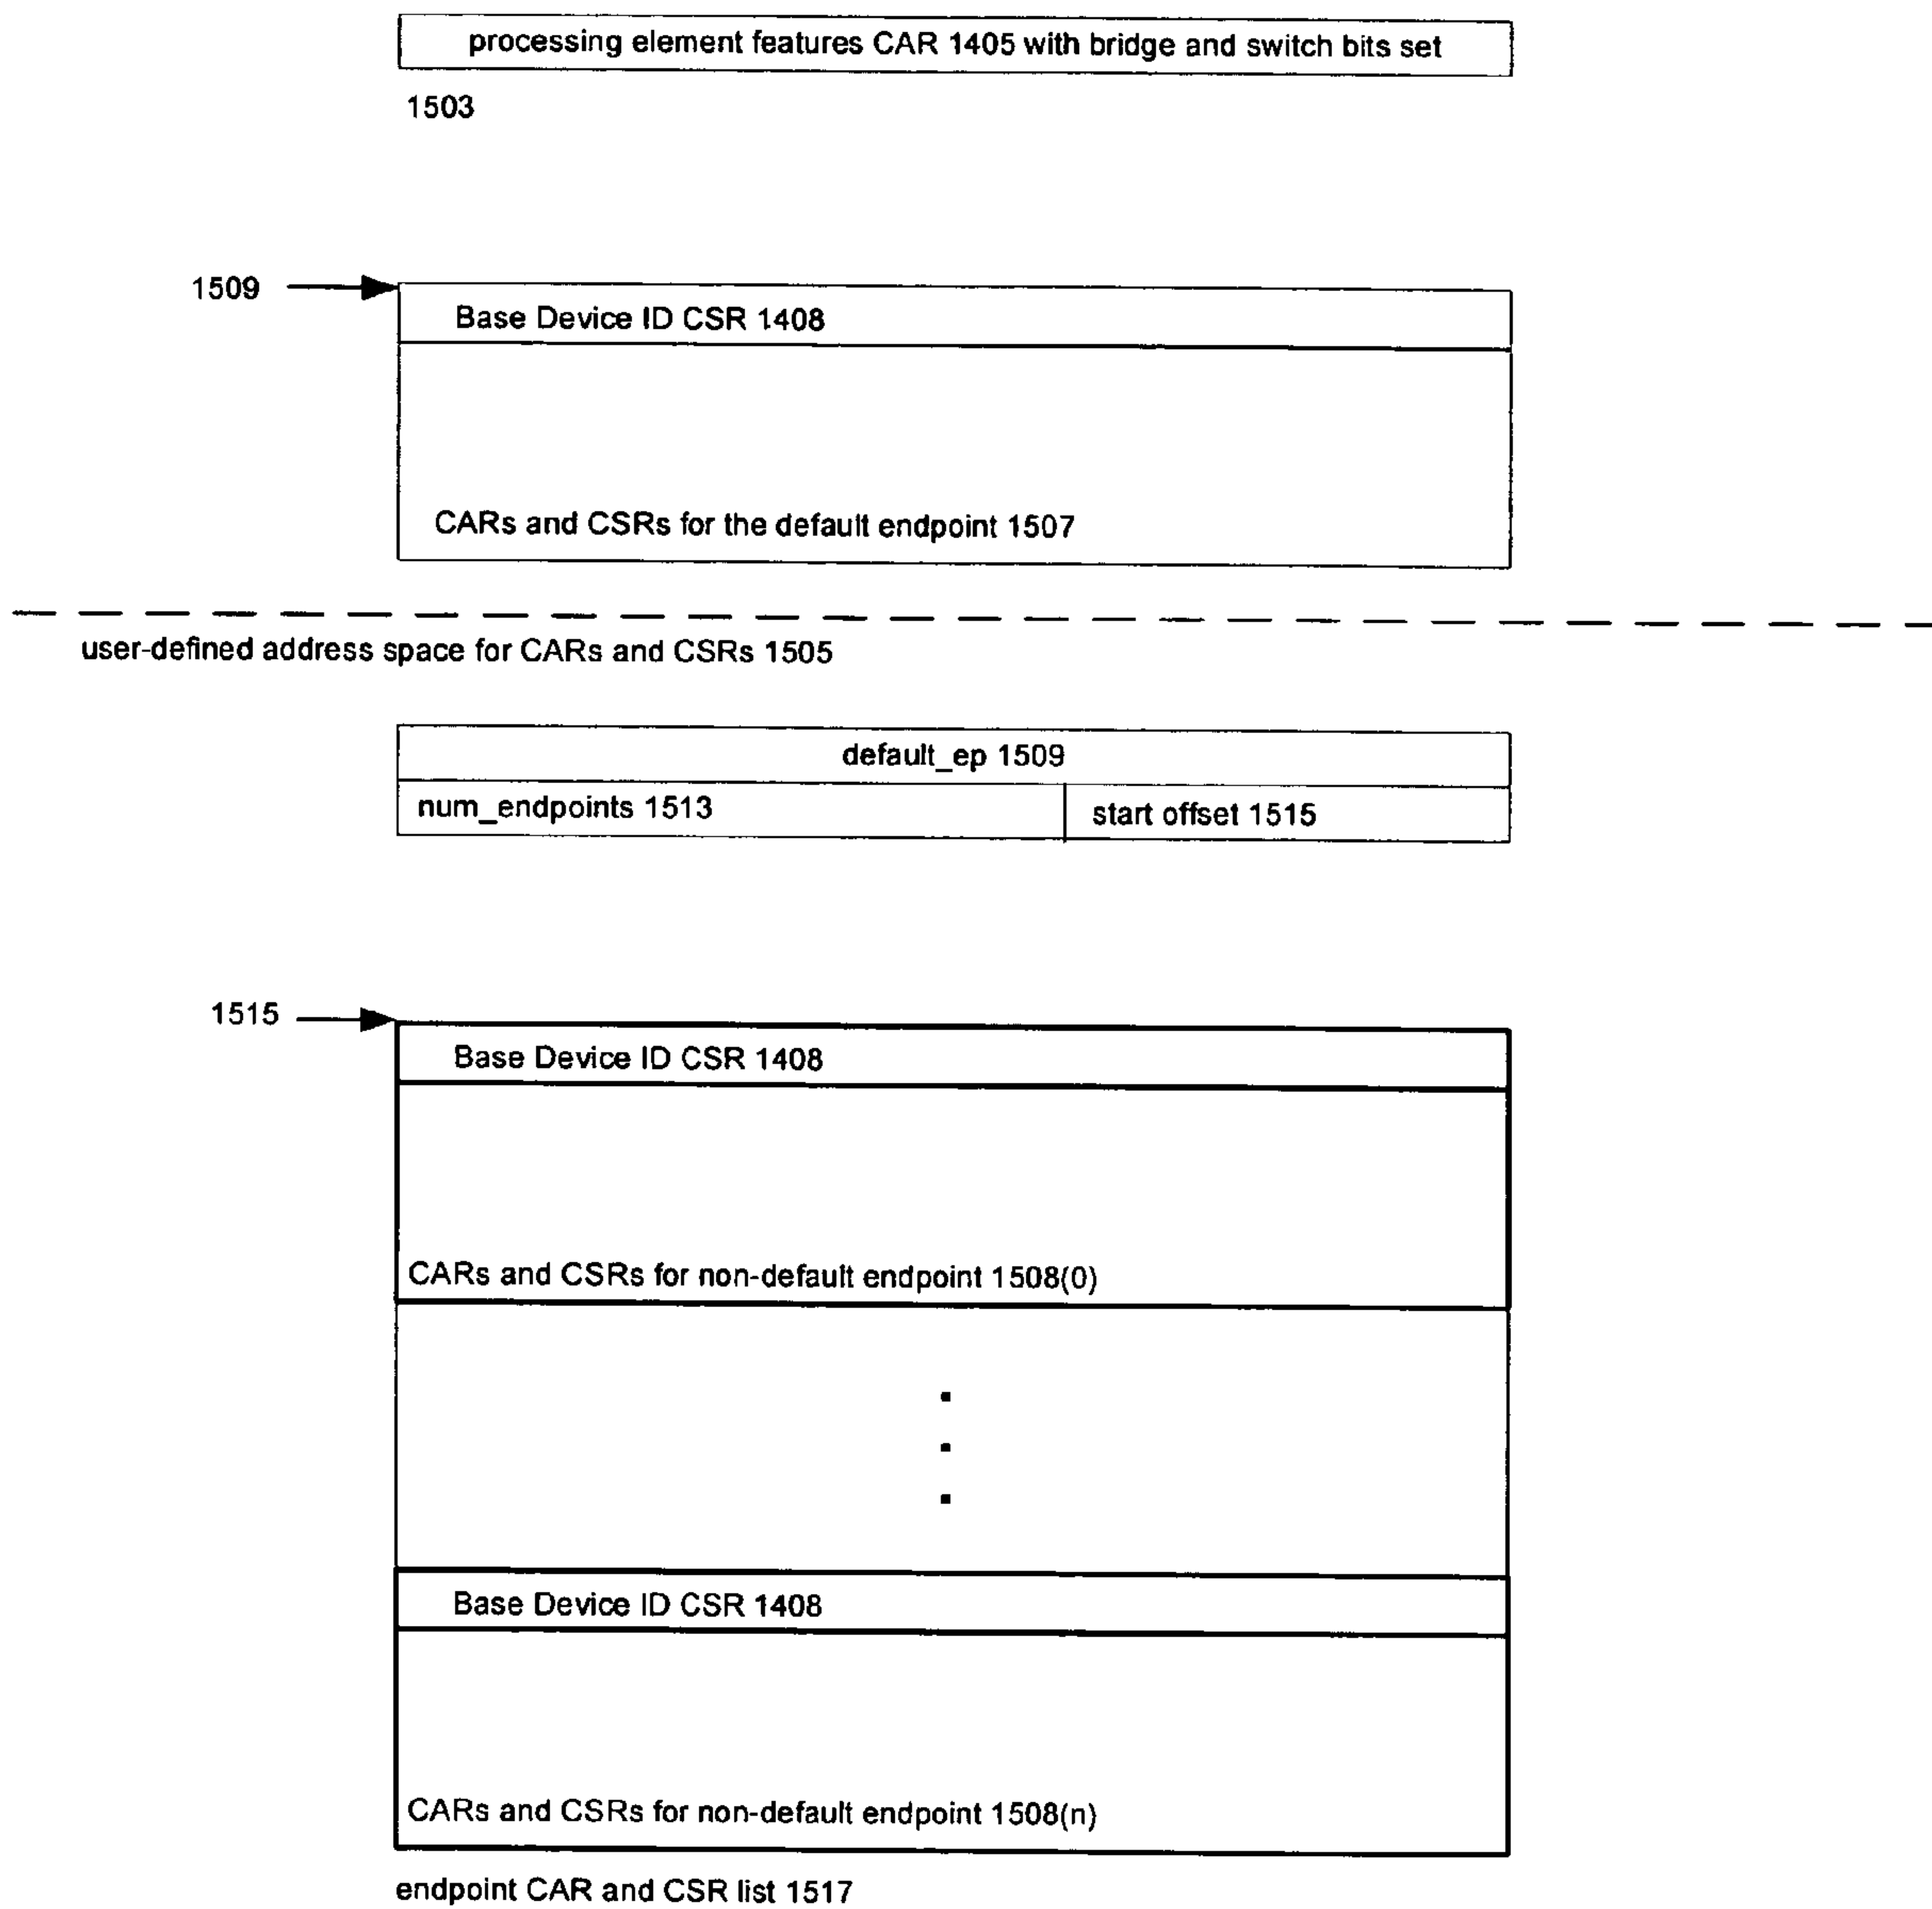 processing element features CAR 1405 with bridge and switch bits set
1503
1509
Base Device ID CSR 1408
CARs and CSRs for the default endpoint 1507
user-defined address space for CARs and CSRs 1505
default_ep 1509
num_endpoints 1513
start offset 1515
1515
Base Device ID CSR 1408
CARs and CSRs for non-default endpoint 1508(0)
Base Device ID CSR 1408
CARs and CSRs for non-default endpoint 1508(n)
endpoint CAR and CSR list 1517